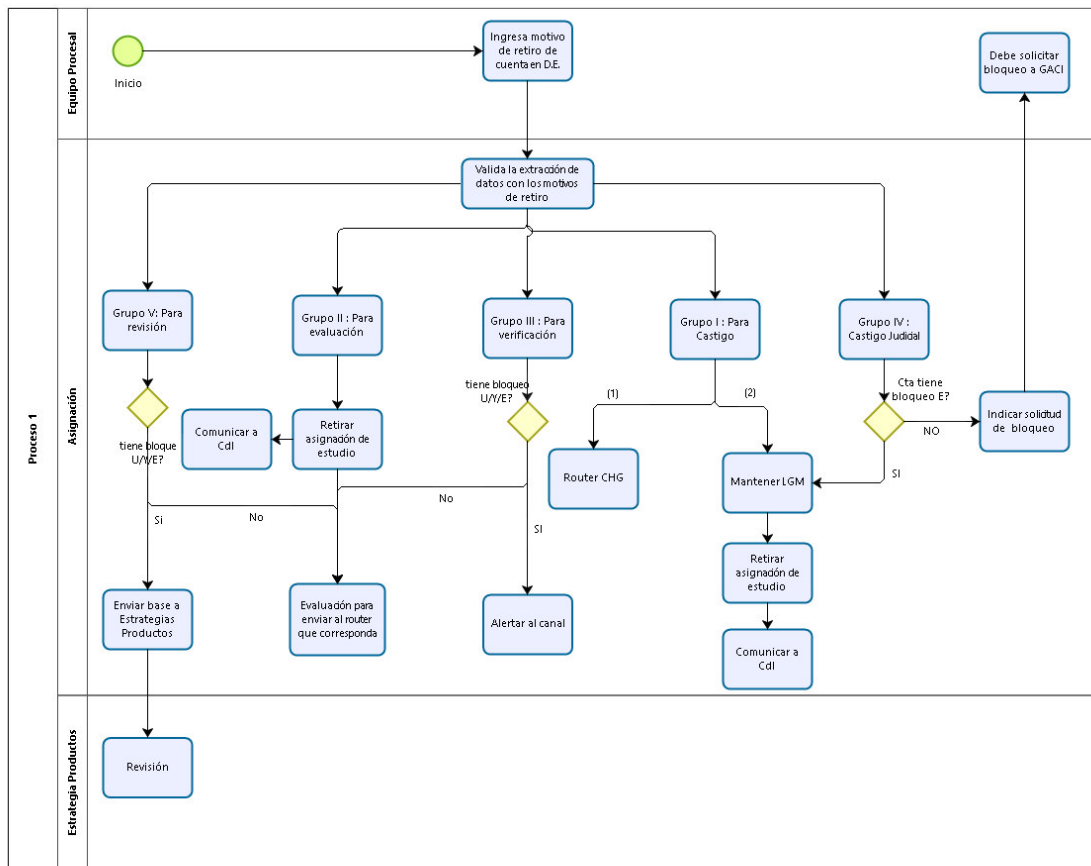 Proceso 1
Equipo Procesal
Inicio
Ingresa motivo
de retiro de
cuenta en D.E.
Debe solicitar
bloqueo a GACI
Asignación
Valida la extracción de
datos con los motivos
de retiro
Grupo V: Para
revisión
Grupo II : Para
evaluación
Grupo III : Para
verificación
Grupo I : Para
Castigo
Grupo IV :
Castigo Judidal
tiene bloque
U/Y/E?
Comunicar a
CdI
Retirar
asignadón de
estudio
tiene bloqueo
U/Y/E?
(1)
(2)
Cta tiene
bloqueo E?
NO
Indicar solicitud
de bloqueo
Router CHG
Mantener LGM
SI
Si
No
No
SI
Retirar
asignadón de
estudio
Enviar base a
Estrategias
Productos
Evaluación para
enviar al router
que corresponda
Alertar al canal
Comunicar a
CdI
Estrategia Productos
Revisión